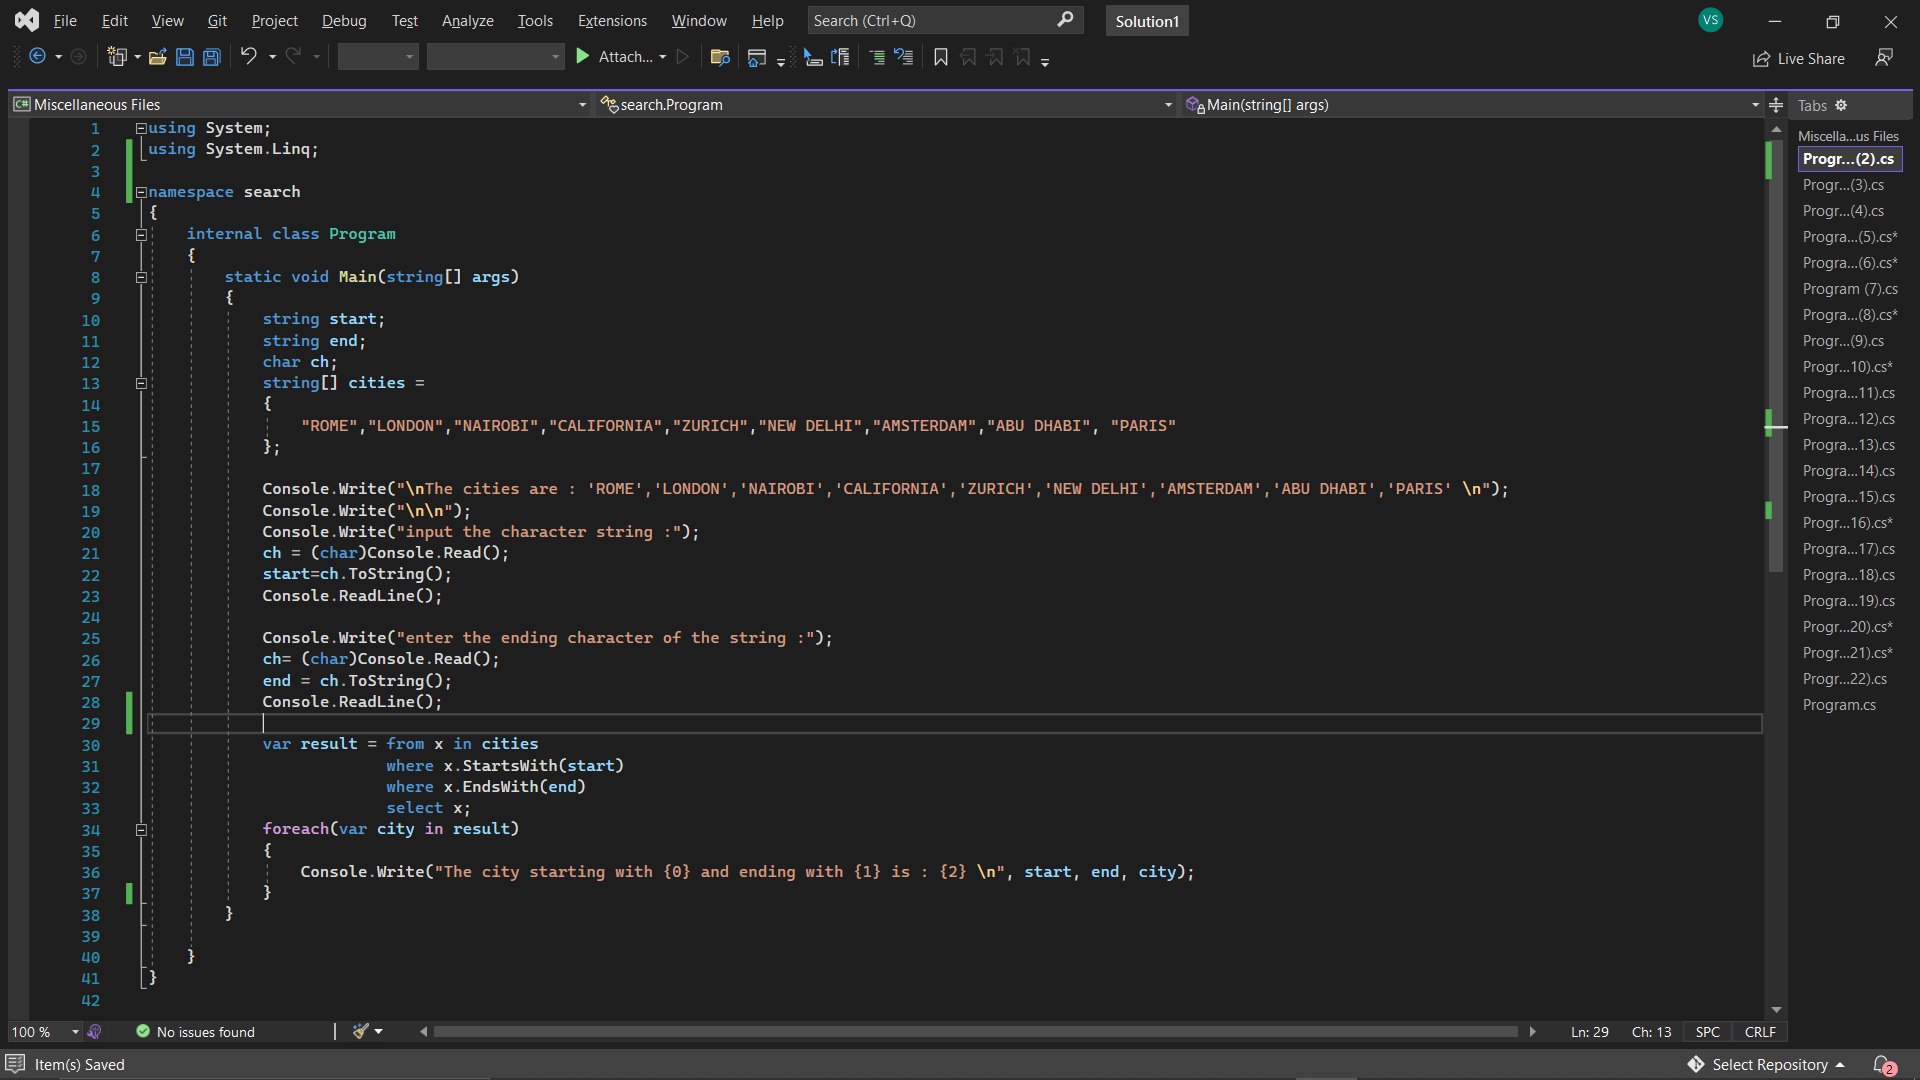 File Edit View Git Project Debug Test Analyze Tools Extensions Window Help Search (Ctrl+Q) Solution1 VS
Attach... Live Share
C# Miscellaneous Files search.Program Main(string[] args) Tabs
1 using System;
2 using System.Linq;
3
4 namespace search
5 {
6 internal class Program
7 {
8 static void Main(string[] args)
9 {
10 string start;
11 string end;
12 char ch;
13 string[] cities =
14 {
15 "ROME","LONDON","NAIROBI","CALIFORNIA","ZURICH","NEW DELHI","AMSTERDAM","ABU DHABI", "PARIS"
16 };
17
18 Console.Write("\nThe cities are : 'ROME','LONDON','NAIROBI','CALIFORNIA','ZURICH','NEW DELHI','AMSTERDAM','ABU DHABI','PARIS' \n");
19 Console.Write("\n\n");
20 Console.Write("input the character string :");
21 ch = (char)Console.Read();
22 start=ch.ToString();
23 Console.ReadLine();
24
25 Console.Write("enter the ending character of the string :");
26 ch= (char)Console.Read();
27 end = ch.ToString();
28 Console.ReadLine();
29
30 var result = from x in cities
31 where x.StartsWith(start)
32 where x.EndsWith(end)
33 select x;
34 foreach(var city in result)
35 {
36 Console.Write("The city starting with {0} and ending with {1} is : {2} \n", start, end, city);
37 }
38 }
39
40 }
41 }
42
Miscella...us Files
Progr...(2).cs
Progr...(3).cs
Progr...(4).cs
Progra...(5).cs*
Progra...(6).cs*
Program (7).cs
Progra...(8).cs*
Progr...(9).cs
Progr...10).cs*
Progra...11).cs
Progra...12).cs
Progra...13).cs
Progra...14).cs
Progra...15).cs
Progr...16).cs*
Progra...17).cs
Progra...18).cs
Progra...19).cs
Progr...20).cs*
Progr...21).cs*
Progr...22).cs
Program.cs
100 % No issues found Ln: 29 Ch: 13 SPC CRLF
Item(s) Saved Select Repository 2